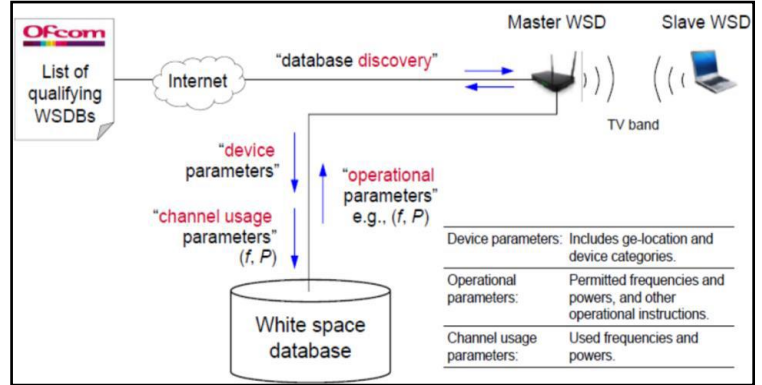 Ofcom
List of
qualifying
WSDBs
Internet
“database discovery”
Master WSD
Slave WSD
TV band
“device
parameters”
“channel usage
parameters”
(f, P)
“operational
parameters”
e.g., (f, P)
White space
database
Device parameters: Includes ge-location and
device categories.
Operational Permitted frequencies and
parameters: powers, and other
operational instructions.
Channel usage Used frequencies and
parameters: powers.